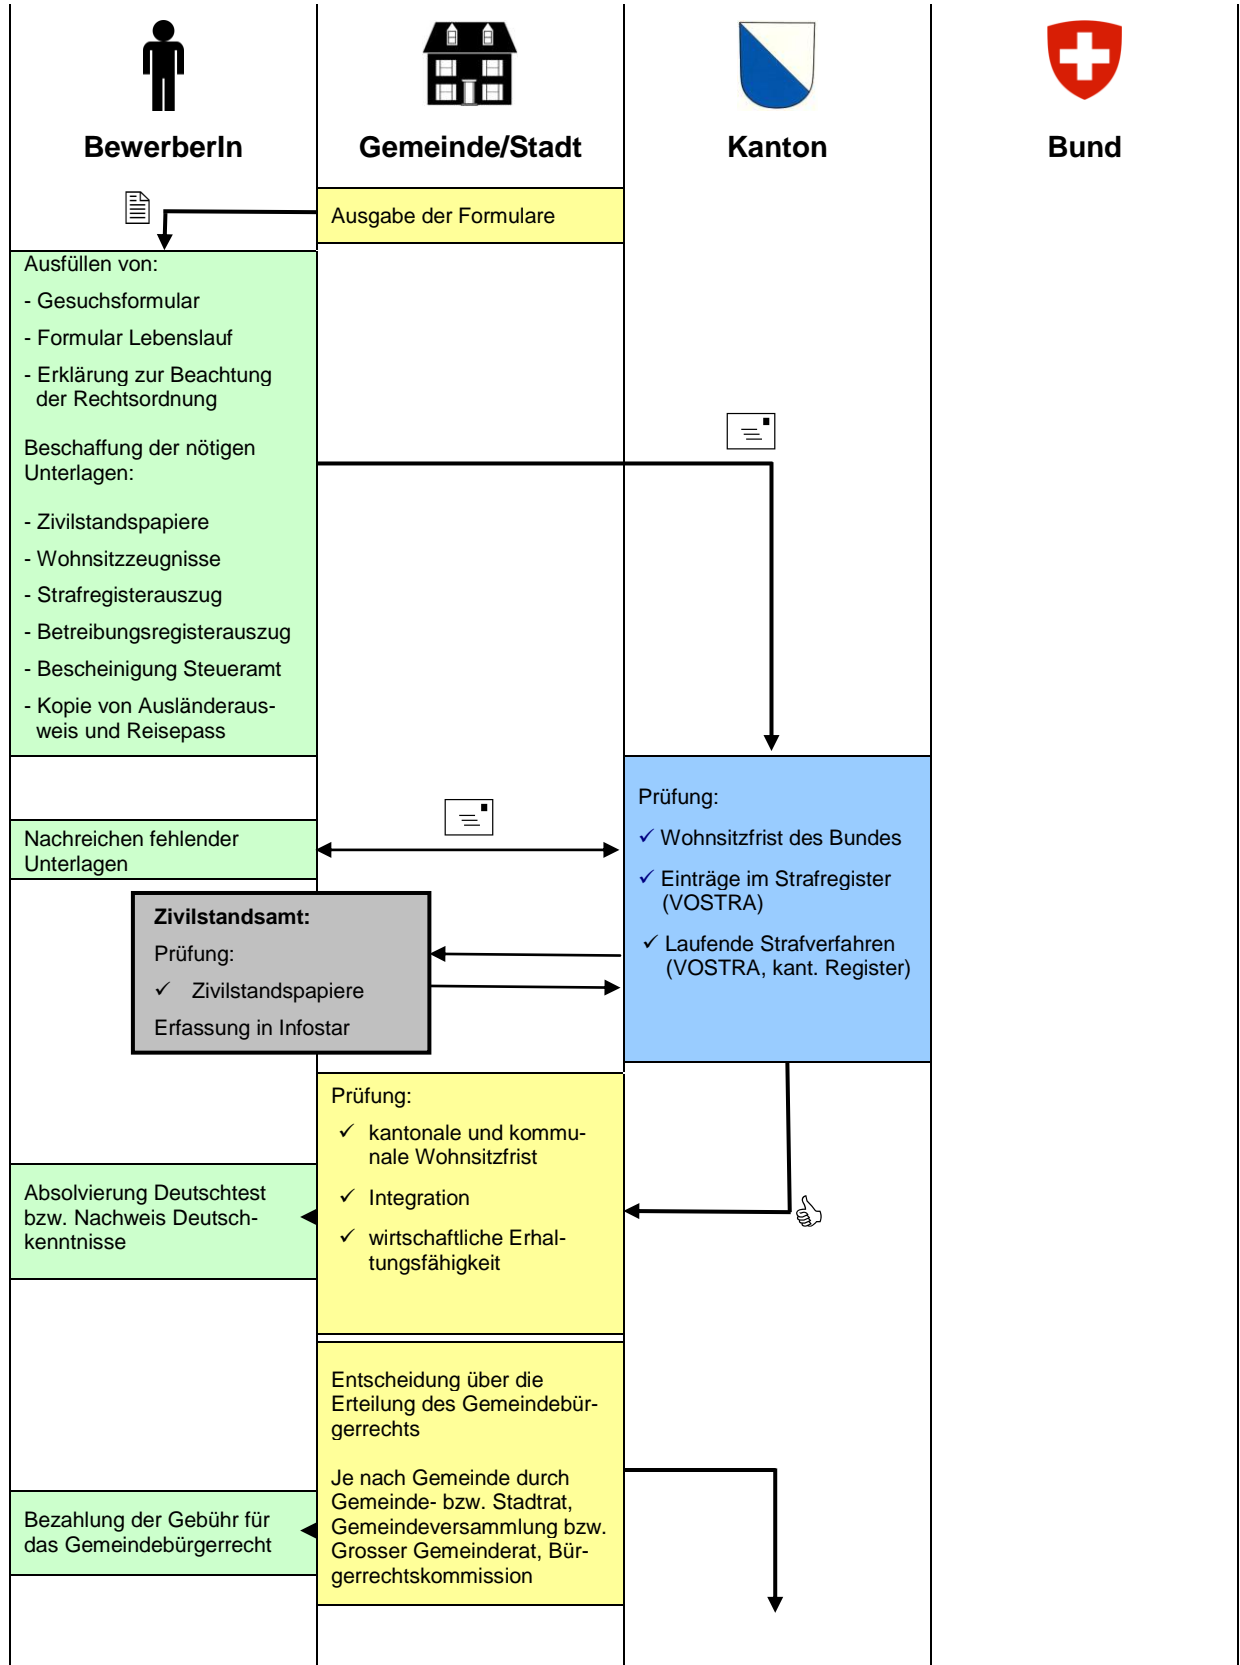 BewerberIn
Gemeinde/Stadt
Kanton
Bund
Ausgabe der Formulare
Ausfüllen von:
- Gesuchsformular
- Formular Lebenslauf
- Erklärung zur Beachtung
der Rechtsordnung
Beschaffung der nötigen
Unterlagen:
- Zivilstandspapiere
- Wohnsitzzeugnisse
- Strafregisterauszug
- Betreibungsregisterauszug
- Bescheinigung Steueramt
- Kopie von Ausländeraus-
weis und Reisepass
Prüfung:
✓ Wohnsitzfrist des Bundes
✓ Einträge im Strafregister
(VOSTRA)
✓ Laufende Strafverfahren
(VOSTRA, kant. Register)
Nachreichen fehlender
Unterlagen
Zivilstandsamt:
Prüfung:
✓ Zivilstandspapiere
Erfassung in Infostar
Prüfung:
✓ kantonale und kommu-
nale Wohnsitzfrist
✓ Integration
✓ wirtschaftliche Erhal-
tungsfähigkeit
Absolvierung Deutschtest
bzw. Nachweis Deutsch-
kenntnisse
Entscheidung über die
Erteilung des Gemeindebür-
gerrechts
Je nach Gemeinde durch
Gemeinde- bzw. Stadtrat,
Gemeindeversammlung bzw.
Grosser Gemeinderat, Bür-
gerrechtskommission
Bezahlung der Gebühr für
das Gemeindebürgerrecht